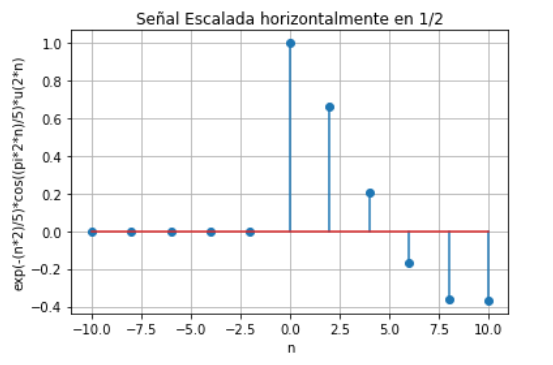 Señal Escalada horizontalmente en 1/2
exp(-(n*2)/5)*cos((pi*2*n)/5)*u(2*n)
1.0
0.8
0.6
0.4
0.2
0.0
−0.2
−0.4
−10.0 −7.5 −5.0 −2.5 0.0 2.5 5.0 7.5 10.0
n